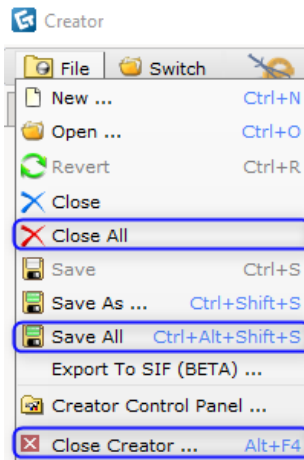 Creator
File Switch
New ... Ctrl+N
Open ... Ctrl+O
Revert Ctrl+R
Close
Close All
Save Ctrl+S
Save As ... Ctrl+Shift+S
Save All Ctrl+Alt+Shift+S
Export To SIF (BETA) ...
Creator Control Panel ...
Close Creator ... Alt+F4